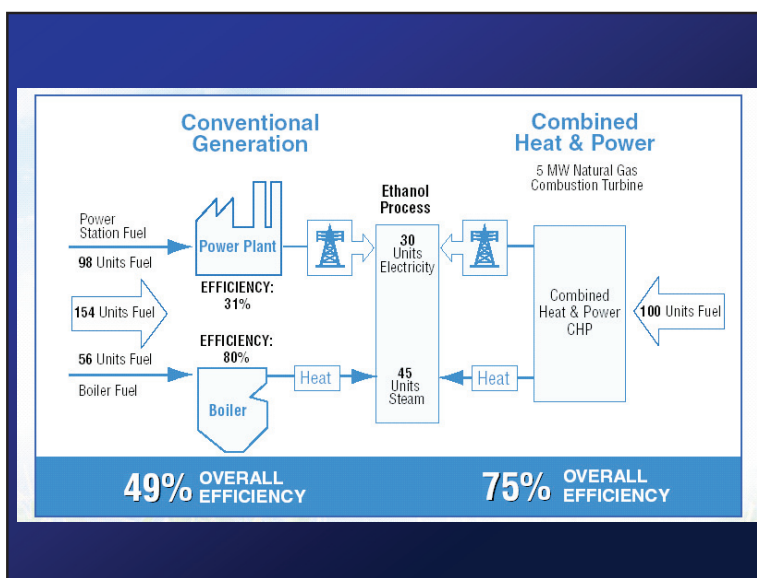 Conventional
Generation
Combined
Heat & Power
5 MW Natural Gas
Combustion Turbine
Ethanol
Process
Power
Station Fuel
98 Units Fuel
Power Plant
EFFICIENCY:
31%
30
Units
Electricity
154 Units Fuel
Combined
Heat & Power
CHP
100 Units Fuel
EFFICIENCY:
80%
56 Units Fuel
Boiler Fuel
Boiler
Heat
45
Units
Steam
Heat
49% OVERALL
EFFICIENCY
75% OVERALL
EFFICIENCY